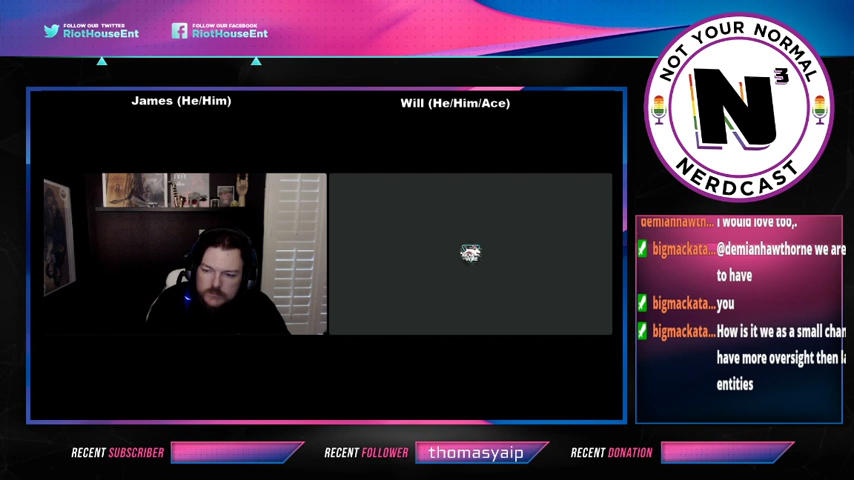 FOLLOW OUR TWITTER
RiotHouseEnt
FOLLOW OUR FACEBOOK
RiotHouseEnt
NOT YOUR NORMAL
N3
NERDCAST
James (He/Him)
Will (He/Him/Ace)
demianhawth... I would love too,.
bigmackata... @demianhawthorne we are
to have
bigmackata... you
bigmackata... How is it we as a small chan
have more oversight then la
entities
RECENT SUBSCRIBER
RECENT FOLLOWER thomasyaip
RECENT DONATION